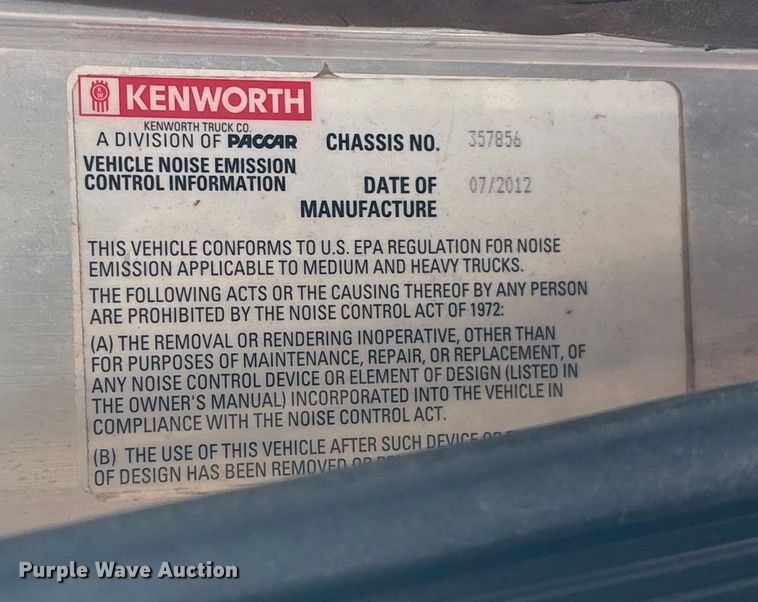 KENWORTH
KENWORTH TRUCK CO.
A DIVISION OF PACCAR
VEHICLE NOISE EMISSION
CONTROL INFORMATION
CHASSIS NO. 357856
DATE OF 07/2012
MANUFACTURE
THIS VEHICLE CONFORMS TO U.S. EPA REGULATION FOR NOISE
EMISSION APPLICABLE TO MEDIUM AND HEAVY TRUCKS.
THE FOLLOWING ACTS OR THE CAUSING THEREOF BY ANY PERSON
ARE PROHIBITED BY THE NOISE CONTROL ACT OF 1972:
(A) THE REMOVAL OR RENDERING INOPERATIVE, OTHER THAN
FOR PURPOSES OF MAINTENANCE, REPAIR, OR REPLACEMENT, OF
ANY NOISE CONTROL DEVICE OR ELEMENT OF DESIGN (LISTED IN
THE OWNER'S MANUAL) INCORPORATED INTO THE VEHICLE IN
COMPLIANCE WITH THE NOISE CONTROL ACT.
(B) THE USE OF THIS VEHICLE AFTER SUCH DEVICE OR
OF DESIGN HAS BEEN REMOVED OR
Purple Wave Auction